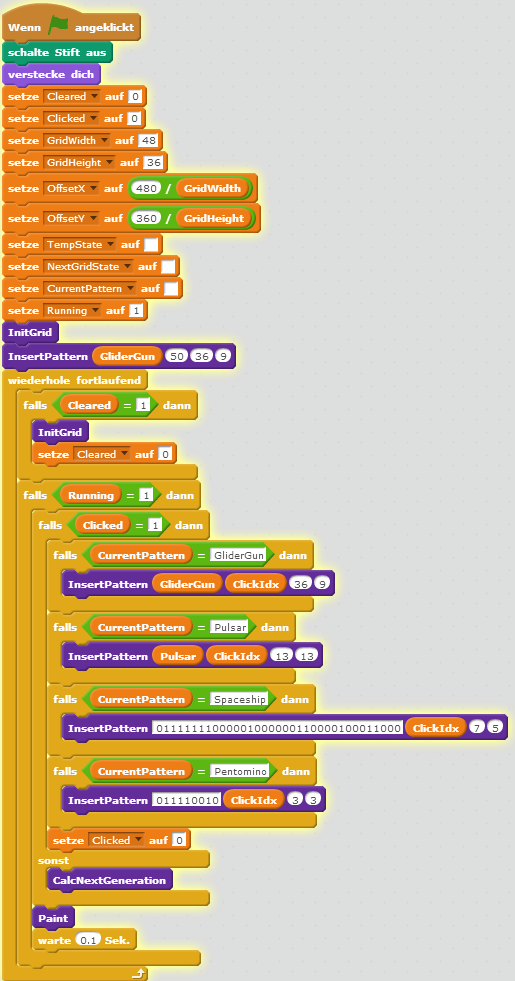 Wenn angeklickt
schalte Stift aus
verstecke dich
setze Cleared auf 0
setze Clicked auf 0
setze GridWidth auf 48
setze GridHeight auf 36
setze OffsetX auf 480 / GridWidth
setze OffsetY auf 360 / GridHeight
setze TempState auf
setze NextGridState auf
setze CurrentPattern auf
setze Running auf 1
InitGrid
InsertPattern GliderGun 50 36 9
wiederhole fortlaufend
falls Cleared = 1 dann
InitGrid
setze Cleared auf 0
falls Running = 1 dann
falls Clicked = 1 dann
falls CurrentPattern = GliderGun dann
InsertPattern GliderGun ClickIdx 36 9
falls CurrentPattern = Pulsar dann
InsertPattern Pulsar ClickIdx 13 13
falls CurrentPattern = Spaceship dann
InsertPattern 01111111000001000000110000100011000 ClickIdx 7 5
falls CurrentPattern = Pentomino dann
InsertPattern 011110010 ClickIdx 3 3
setze Clicked auf 0
sonst
CalcNextGeneration
Paint
warte 0.1 Sek.